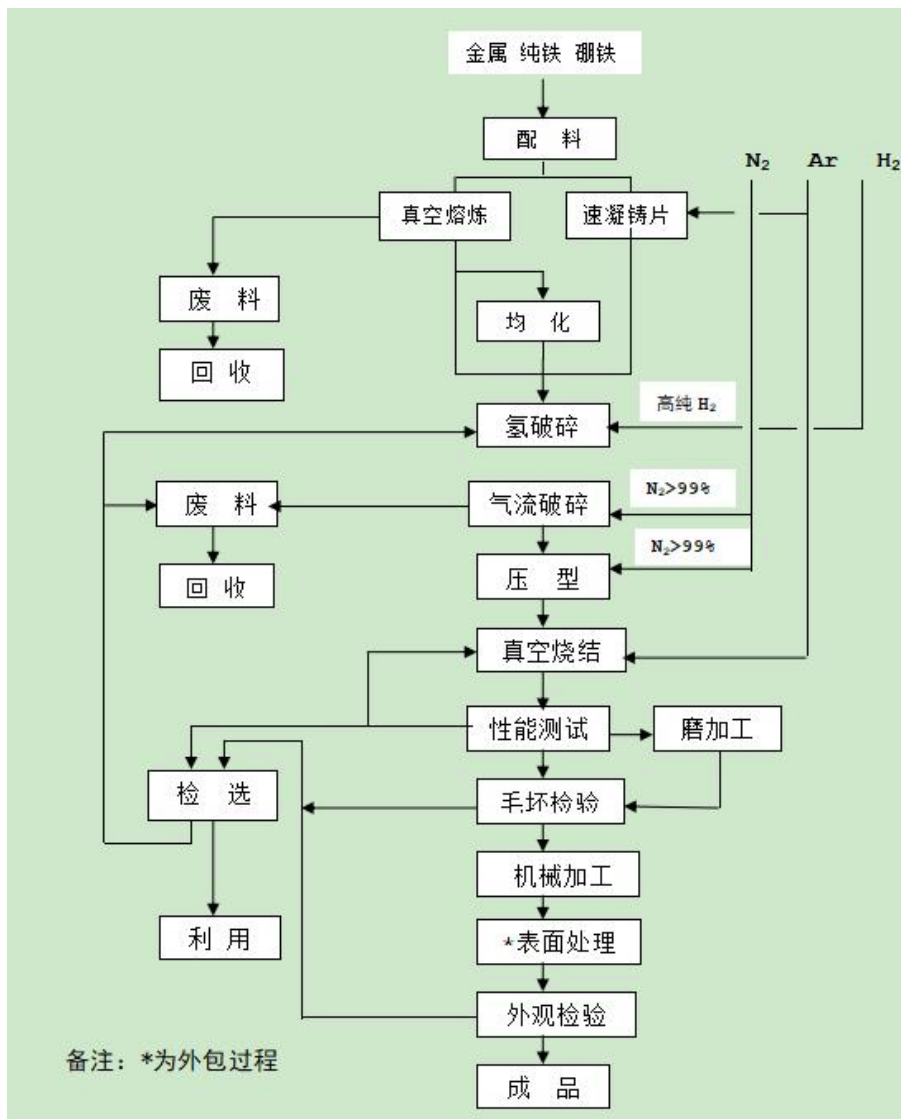 金属 纯铁 硼铁
配 料
N₂ Ar H₂
真空熔炼
速凝铸片
废 料
均 化
回 收
高纯 H₂
氢破碎
N₂>99%
废 料
气流破碎
N₂>99%
回 收
压 型
真空烧结
性能测试
磨加工
检 选
毛坯检验
机械加工
利 用
*表面处理
外观检验
备注：*为外包过程
成 品